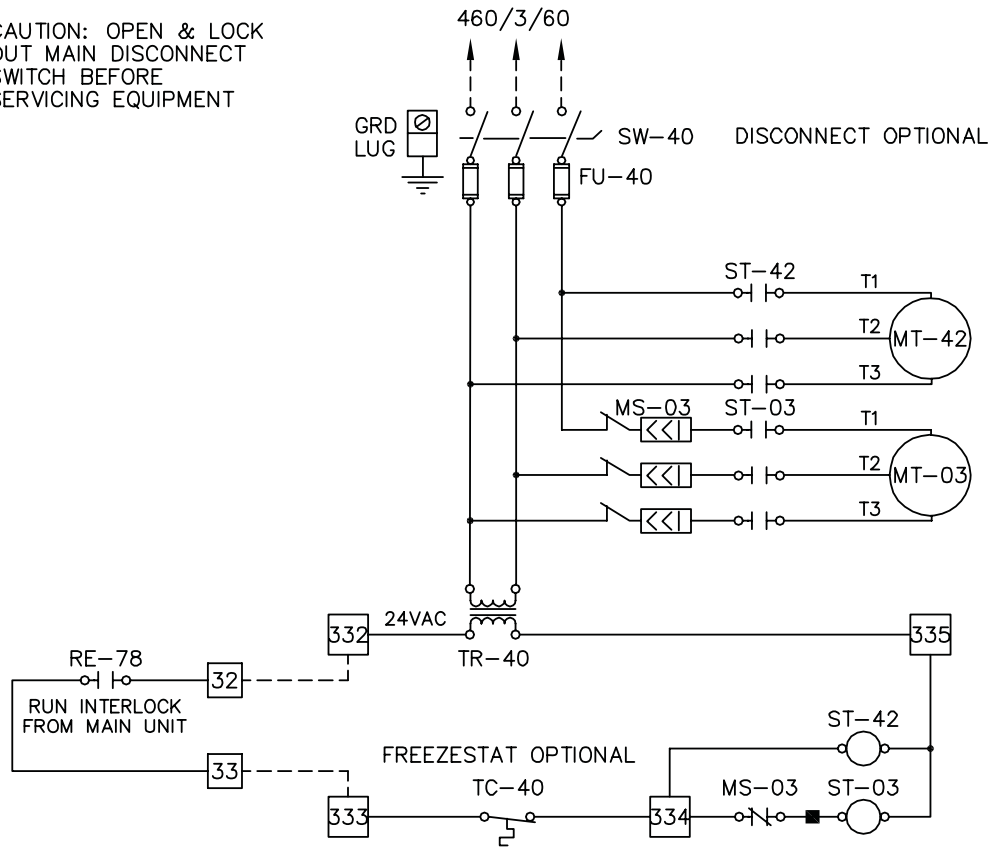 CAUTION: OPEN & LOCK
OUT MAIN DISCONNECT
SWITCH BEFORE
SERVICING EQUIPMENT
460/3/60
GRD
LUG
SW-40
DISCONNECT OPTIONAL
FU-40
ST-42
T1
T2
MT-42
T3
MS-03
ST-03
T1
T2
MT-03
T3
332
24VAC
335
TR-40
RE-78
32
RUN INTERLOCK
FROM MAIN UNIT
ST-42
FREEZESTAT OPTIONAL
33
TC-40
MS-03
ST-03
333
334